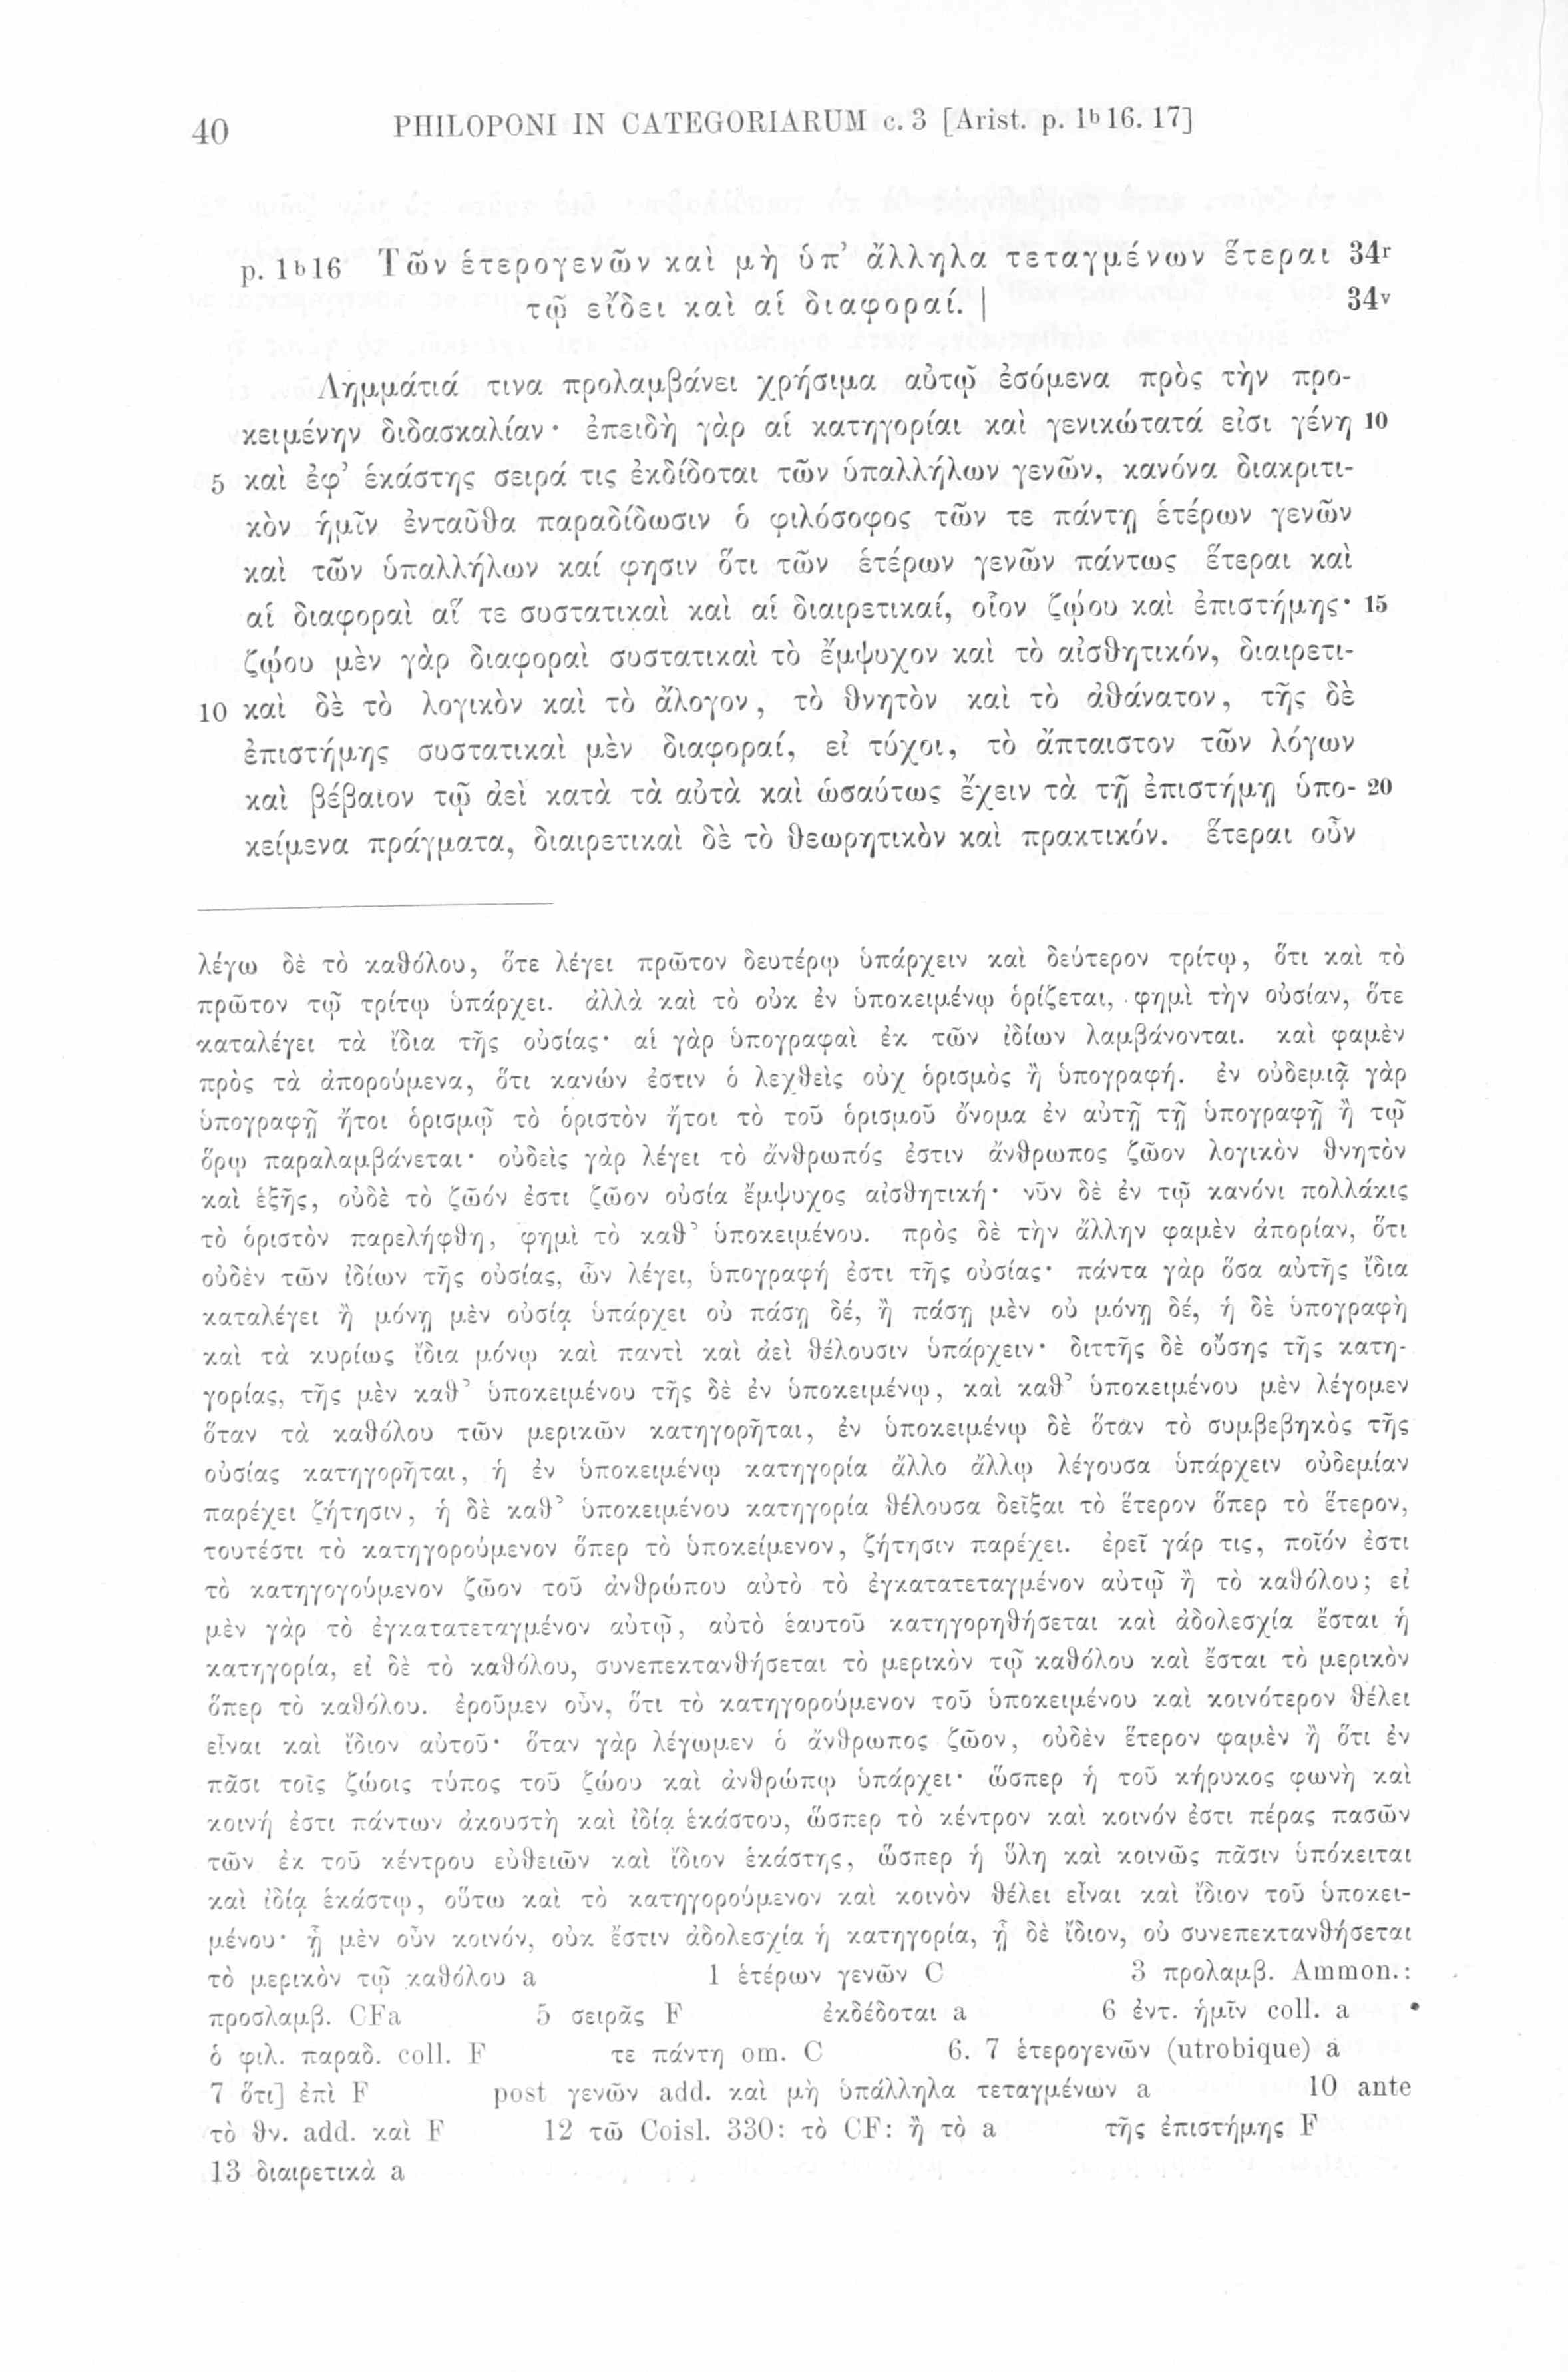 40 PHILOPONI IN CATEGORIARUM c. 3 [Arist. p. 1b16. 17]
p. 1b16 Τῶν ἑτερογενῶν καὶ μὴ ὑπ’ ἄλληλα τεταγμένων ἕτεραι 34r
τῷ εἴδει καὶ αἱ διαφοραί. | 34v
Λημμάτιά τινα προλαμβάνει χρήσιμα αὐτῷ ἐσόμενα πρὸς τὴν προ-
κειμένην διδασκαλίαν· ἐπειδὴ γὰρ αἱ κατηγορίαι καὶ γενικώτατά εἰσι γένη 10
5 καὶ ἐφ’ ἑκάστης σειρά τις ἐκδίδοται τῶν ὑπαλλήλων γενῶν, κανόνα διακριτι-
κὸν ἡμῖν ἐνταῦθα παραδίδωσιν ὁ φιλόσοφος τῶν τε πάντῃ ἑτέρων γενῶν
καὶ τῶν ὑπαλλήλων καί φησιν ὅτι τῶν ἑτέρων γενῶν πάντως ἕτεραι καὶ
αἱ διαφοραὶ αἵ τε συστατικαὶ καὶ αἱ διαιρετικαί, οἷον ζῴου καὶ ἐπιστήμης· 15
ζῴου μὲν γὰρ διαφοραὶ συστατικαὶ τὸ ἔμψυχον καὶ τὸ αἰσθητικόν, διαιρετι-
10 καὶ δὲ τὸ λογικὸν καὶ τὸ ἄλογον, τὸ θνητὸν καὶ τὸ ἀθάνατον, τῆς δὲ
ἐπιστήμης συστατικαὶ μὲν διαφοραί, εἰ τύχοι, τὸ ἄπταιστον τῶν λόγων
καὶ βέβαιον τῷ ἀεὶ κατὰ τὰ αὐτὰ καὶ ὡσαύτως ἔχειν τὰ τῇ ἐπιστήμῃ ὑπο- 20
κείμενα πράγματα, διαιρετικαὶ δὲ τὸ θεωρητικὸν καὶ πρακτικόν. ἕτεραι οὖν
λέγω δὲ τὸ καθόλου, ὅτε λέγει πρῶτον δευτέρῳ ὑπάρχειν καὶ δεύτερον τρίτῳ, ὅτι καὶ τὸ
πρῶτον τῷ τρίτῳ ὑπάρχει. ἀλλὰ καὶ τὸ οὐκ ἐν ὑποκειμένῳ ὁρίζεται, φημὶ τὴν οὐσίαν, ὅτε
καταλέγει τὰ ἴδια τῆς οὐσίας· αἱ γὰρ ὑπογραφαὶ ἐκ τῶν ἰδίων λαμβάνονται. καὶ φαμὲν
πρὸς τὰ ἀπορούμενα, ὅτι κανών ἐστιν ὁ λεχθεὶς οὐχ ὁρισμὸς ἢ ὑπογραφή. ἐν οὐδεμιᾷ γὰρ
ὑπογραφῇ ἤτοι ὁρισμῷ τὸ ὁριστὸν ἤτοι τὸ τοῦ ὁρισμοῦ ὄνομα ἐν αὐτῇ τῇ ὑπογραφῇ ἢ τῷ
ὅρῳ παραλαμβάνεται· οὐδεὶς γὰρ λέγει τὸ ἄνθρωπός ἐστιν ἄνθρωπος ζῶον λογικὸν θνητὸν
καὶ ἑξῆς, οὐδὲ τὸ ζῶόν ἐστι ζῶον οὐσία ἔμψυχος αἰσθητική· νῦν δὲ ἐν τῷ κανόνι πολλάκις
τὸ ὁριστὸν παρελήφθη, φημὶ τὸ καθ’ ὑποκειμένου. πρὸς δὲ τὴν ἄλλην φαμὲν ἀπορίαν, ὅτι
οὐδὲν τῶν ἰδίων τῆς οὐσίας, ὧν λέγει, ὑπογραφή ἐστι τῆς οὐσίας· πάντα γὰρ ὅσα αὐτῆς ἴδια
καταλέγει ἢ μόνῃ μὲν οὐσίᾳ ὑπάρχει οὐ πάσῃ δέ, ἢ πάσῃ μὲν οὐ μόνῃ δέ, ἡ δὲ ὑπογραφὴ
καὶ τὰ κυρίως ἴδια μόνῳ καὶ παντὶ καὶ ἀεὶ θέλουσιν ὑπάρχειν· διττῆς δὲ οὔσης τῆς κατη-
γορίας, τῆς μὲν καθ’ ὑποκειμένου τῆς δὲ ἐν ὑποκειμένῳ, καὶ καθ’ ὑποκειμένου μὲν λέγομεν
ὅταν τὰ καθόλου τῶν μερικῶν κατηγορῆται, ἐν ὑποκειμένῳ δὲ ὅταν τὸ συμβεβηκὸς τῆς
οὐσίας κατηγορῆται, ἡ ἐν ὑποκειμένῳ κατηγορία ἄλλο ἄλλῳ λέγουσα ὑπάρχειν οὐδεμίαν
παρέχει ζήτησιν, ἡ δὲ καθ’ ὑποκειμένου κατηγορία θέλουσα δεῖξαι τὸ ἕτερον ὅπερ τὸ ἕτερον,
τουτέστι τὸ κατηγορούμενον ὅπερ τὸ ὑποκείμενον, ζήτησιν παρέχει. ἐρεῖ γάρ τις, ποῖόν ἐστι
τὸ κατηγογούμενον ζῶον τοῦ ἀνθρώπου αὐτὸ τὸ ἐγκατατεταγμένον αὐτῷ ἢ τὸ καθόλου; εἰ
μὲν γὰρ τὸ ἐγκατατεταγμένον αὐτῷ, αὐτὸ ἑαυτοῦ κατηγορηθήσεται καὶ ἀδολεσχία ἔσται ἡ
κατηγορία, εἰ δὲ τὸ καθόλου, συνεπεκτανθήσεται τὸ μερικὸν τῷ καθόλου καὶ ἔσται τὸ μερικὸν
ὅπερ τὸ καθόλου. ἐροῦμεν οὖν, ὅτι τὸ κατηγορούμενον τοῦ ὑποκειμένου καὶ κοινότερον θέλει
εἶναι καὶ ἴδιον αὐτοῦ· ὅταν γὰρ λέγωμεν ὁ ἄνθρωπος ζῶον, οὐδὲν ἕτερον φαμὲν ἢ ὅτι ἐν
πᾶσι τοῖς ζώοις τύπος τοῦ ζώου καὶ ἀνθρώπῳ ὑπάρχει· ὥσπερ ἡ τοῦ κήρυκος φωνὴ καὶ
κοινή ἐστι πάντων ἀκουστὴ καὶ ἰδίᾳ ἑκάστου, ὥσπερ τὸ κέντρον καὶ κοινόν ἐστι πέρας πασῶν
τῶν ἐκ τοῦ κέντρου εὐθειῶν καὶ ἴδιον ἑκάστης, ὥσπερ ἡ ὕλη καὶ κοινῶς πᾶσιν ὑπόκειται
καὶ ἰδίᾳ ἑκάστῳ, οὕτω καὶ τὸ κατηγορούμενον καὶ κοινὸν θέλει εἶναι καὶ ἴδιον τοῦ ὑποκει-
μένου· ᾗ μὲν οὖν κοινόν, οὐκ ἔστιν ἀδολεσχία ἡ κατηγορία, ᾗ δὲ ἴδιον, οὐ συνεπεκτανθήσεται
τὸ μερικὸν τῷ καθόλου a 1 ἑτέρων γενῶν C 3 προλαμβ. Ammon.:
προσλαμβ. CFa 5 σειρᾶς F ἐκδέδοται a 6 ἐντ. ἡμῖν coll. a
ὁ φιλ. παραδ. coll. F τε πάντη om. C 6. 7 ἑτερογενῶν (utrobique) a
7 ὅτι] ἐπὶ F post γενῶν add. καὶ μὴ ὑπάλληλα τεταγμένων a 10 ante
τὸ θν. add. καὶ F 12 τῶ Coisl. 330: τὸ CF: ἢ τὸ a τῆς ἐπιστήμης F
13 διαιρετικὰ a